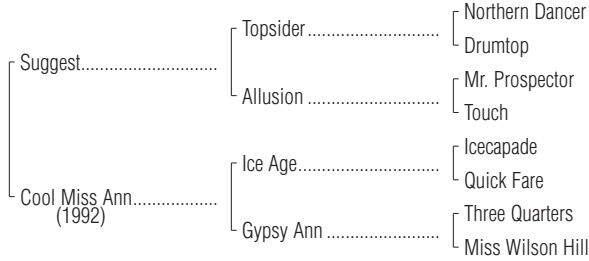 Northern Dancer
Topsider
Drumtop
Suggest
Mr. Prospector
Allusion
Touch
Icecapade
Ice Age
Quick Fare
Cool Miss Ann
(1992)
Three Quarters
Gypsy Ann
Miss Wilson Hill